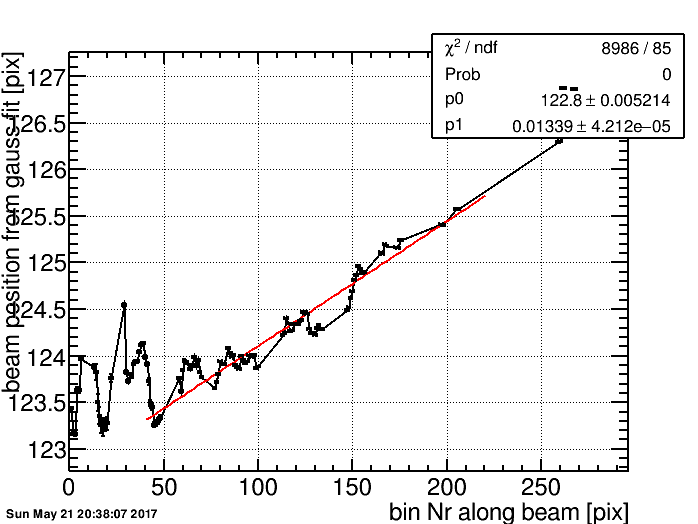 χ² / ndf 8986 / 85
Prob 0
p0 122.8 ± 0.005214
p1 0.01339 ± 4.212e−05
beam position from gauss fit [pix]
127
126.5
126
125.5
125
124.5
124
123.5
123
0 50 100 150 200 250
bin Nr along beam [pix]
Sun May 21 20:38:07 2017